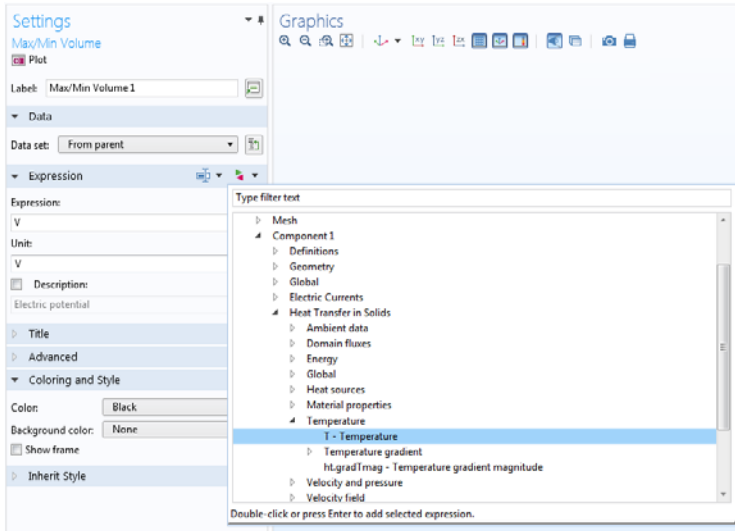 Settings
Max/Min Volume
Plot
Label: Max/Min Volume 1
Data
Data set: From parent
Expression
Expression:
V
Unit:
V
Description:
Electric potential
Title
Advanced
Coloring and Style
Color: Black
Background color: None
Show frame
Inherit Style
Graphics
xy yz zx
Type filter text
Mesh
Component 1
Definitions
Geometry
Global
Electric Currents
Heat Transfer in Solids
Ambient data
Domain fluxes
Energy
Global
Heat sources
Material properties
Temperature
T - Temperature
Temperature gradient
ht.gradTmag - Temperature gradient magnitude
Velocity and pressure
Velocity field
Double-click or press Enter to add selected expression.